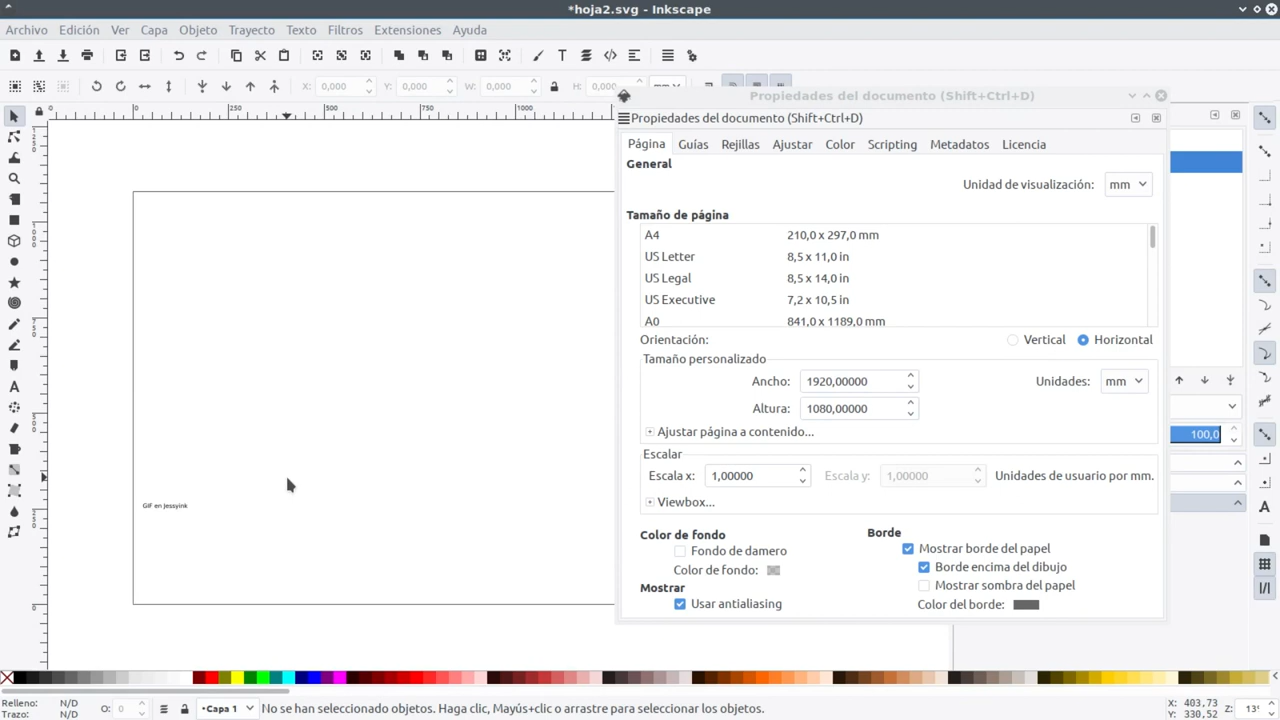 *hoja2.svg - Inkscape
Archivo Edición Ver Capa Objeto Trayecto Texto Filtros Extensiones Ayuda
X: 0,000 Y: 0,000 W: 0,000 H: 0,000 mm
0 250 500 750 1000
Propiedades del documento (Shift+Ctrl+D)
Propiedades del documento (Shift+Ctrl+D)
Página Guías Rejillas Ajustar Color Scripting Metadatos Licencia
General
Unidad de visualización: mm
Tamaño de página
A4 210,0 x 297,0 mm
US Letter 8,5 x 11,0 in
US Legal 8,5 x 14,0 in
US Executive 7,2 x 10,5 in
A0 841,0 x 1189,0 mm
Orientación: Vertical Horizontal
Tamaño personalizado
Ancho: 1920,00000 Unidades: mm
Altura: 1080,00000
Ajustar página a contenido...
100,0
Escalar
Escala x: 1,00000 Escala y: 1,00000 Unidades de usuario por mm.
Viewbox...
GIF en Jessyink
Color de fondo
Fondo de damero
Color de fondo:
Mostrar
Usar antialiasing
Borde
Mostrar borde del papel
Borde encima del dibujo
Mostrar sombra del papel
Color del borde:
Relleno: N/D
Trazo: N/D
O: 0
•Capa 1
No se han seleccionado objetos. Haga clic, Mayús+clic o arrastre para seleccionar los objetos.
X: 403,73
Y: 330,52
Z: 13